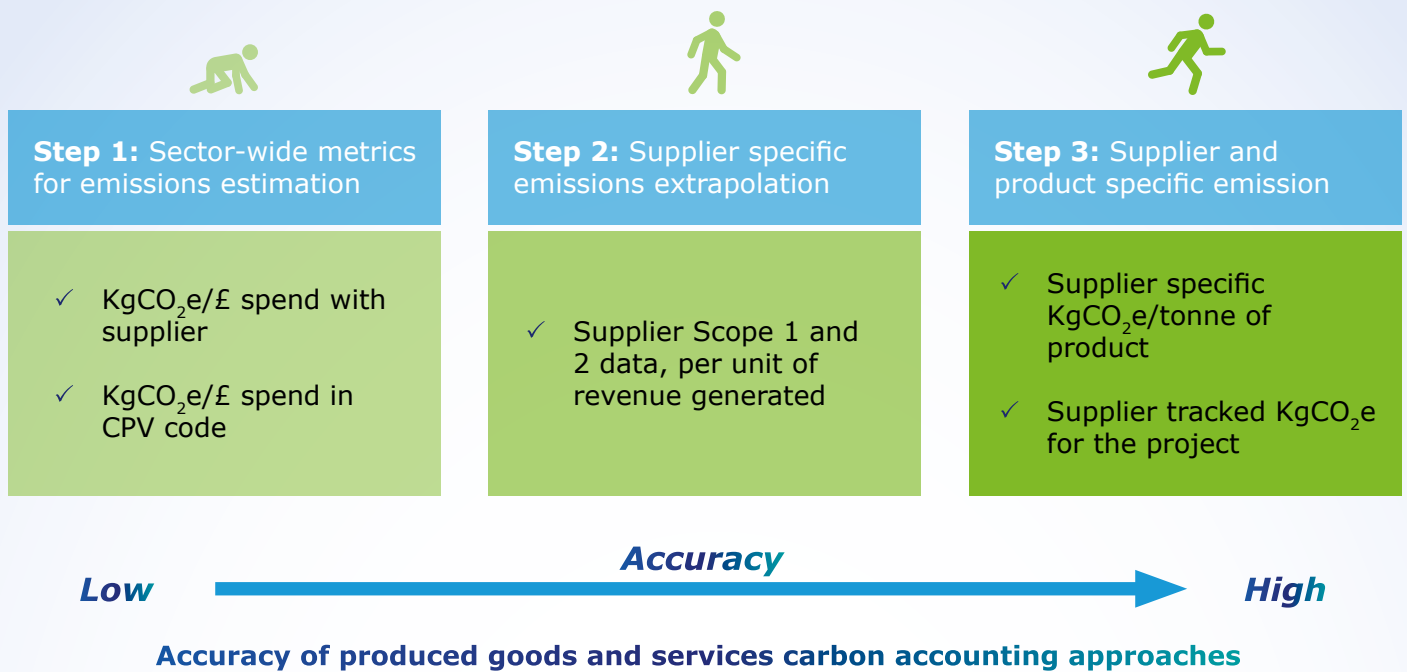 Step 1: Sector-wide metrics
for emissions estimation
KgCO₂e/£ spend with
supplier
KgCO₂e/£ spend in
CPV code
Step 2: Supplier specific
emissions extrapolation
Supplier Scope 1 and
2 data, per unit of
revenue generated
Step 3: Supplier and
product specific emission
Supplier specific
KgCO₂e/tonne of
product
Supplier tracked KgCO₂e
for the project
Accuracy
Low
High
Accuracy of produced goods and services carbon accounting approaches